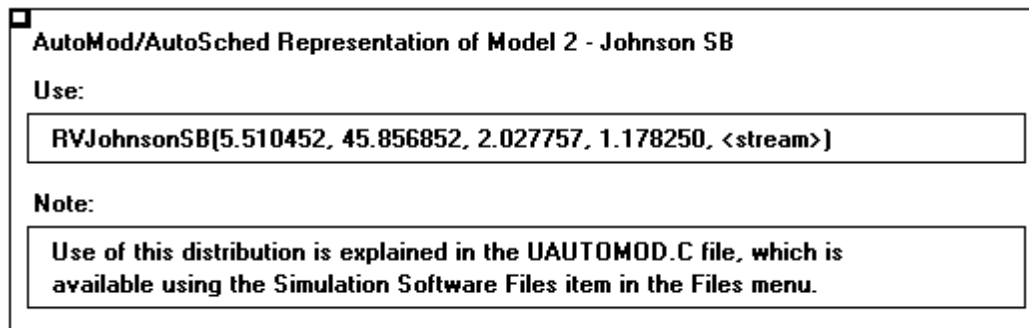 AutoMod/AutoSched Representation of Model 2 - Johnson SB
Use:
RVJohnsonSB(5.510452, 45.856852, 2.027757, 1.178250, <stream>)
Note:
Use of this distribution is explained in the UAUTOMOD.C file, which is
available using the Simulation Software Files item in the Files menu.